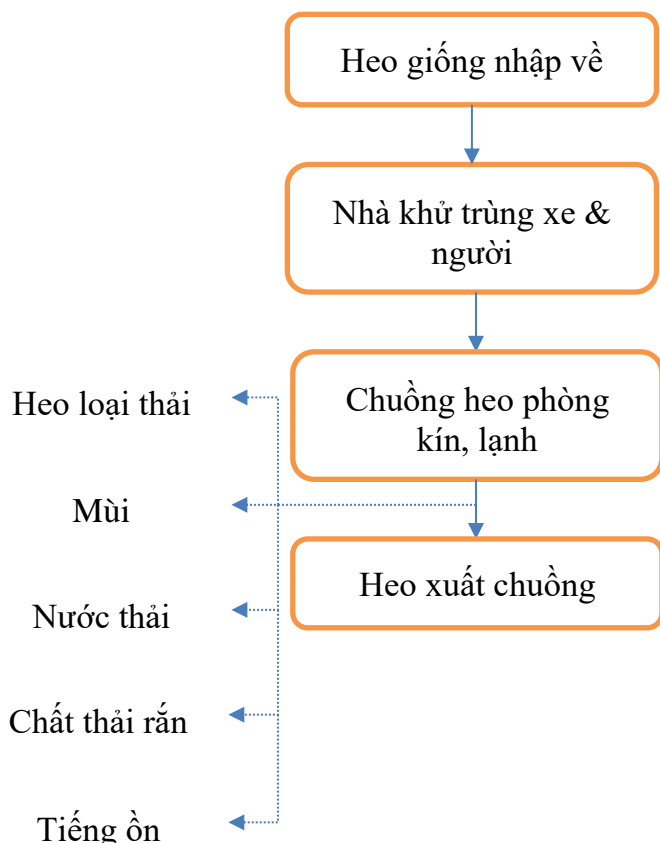 Heo giống nhập về
Nhà khử trùng xe &
người
Chuồng heo phòng
kín, lạnh
Heo loại thải
Mùi
Heo xuất chuồng
Nước thải
Chất thải rắn
Tiếng ồn